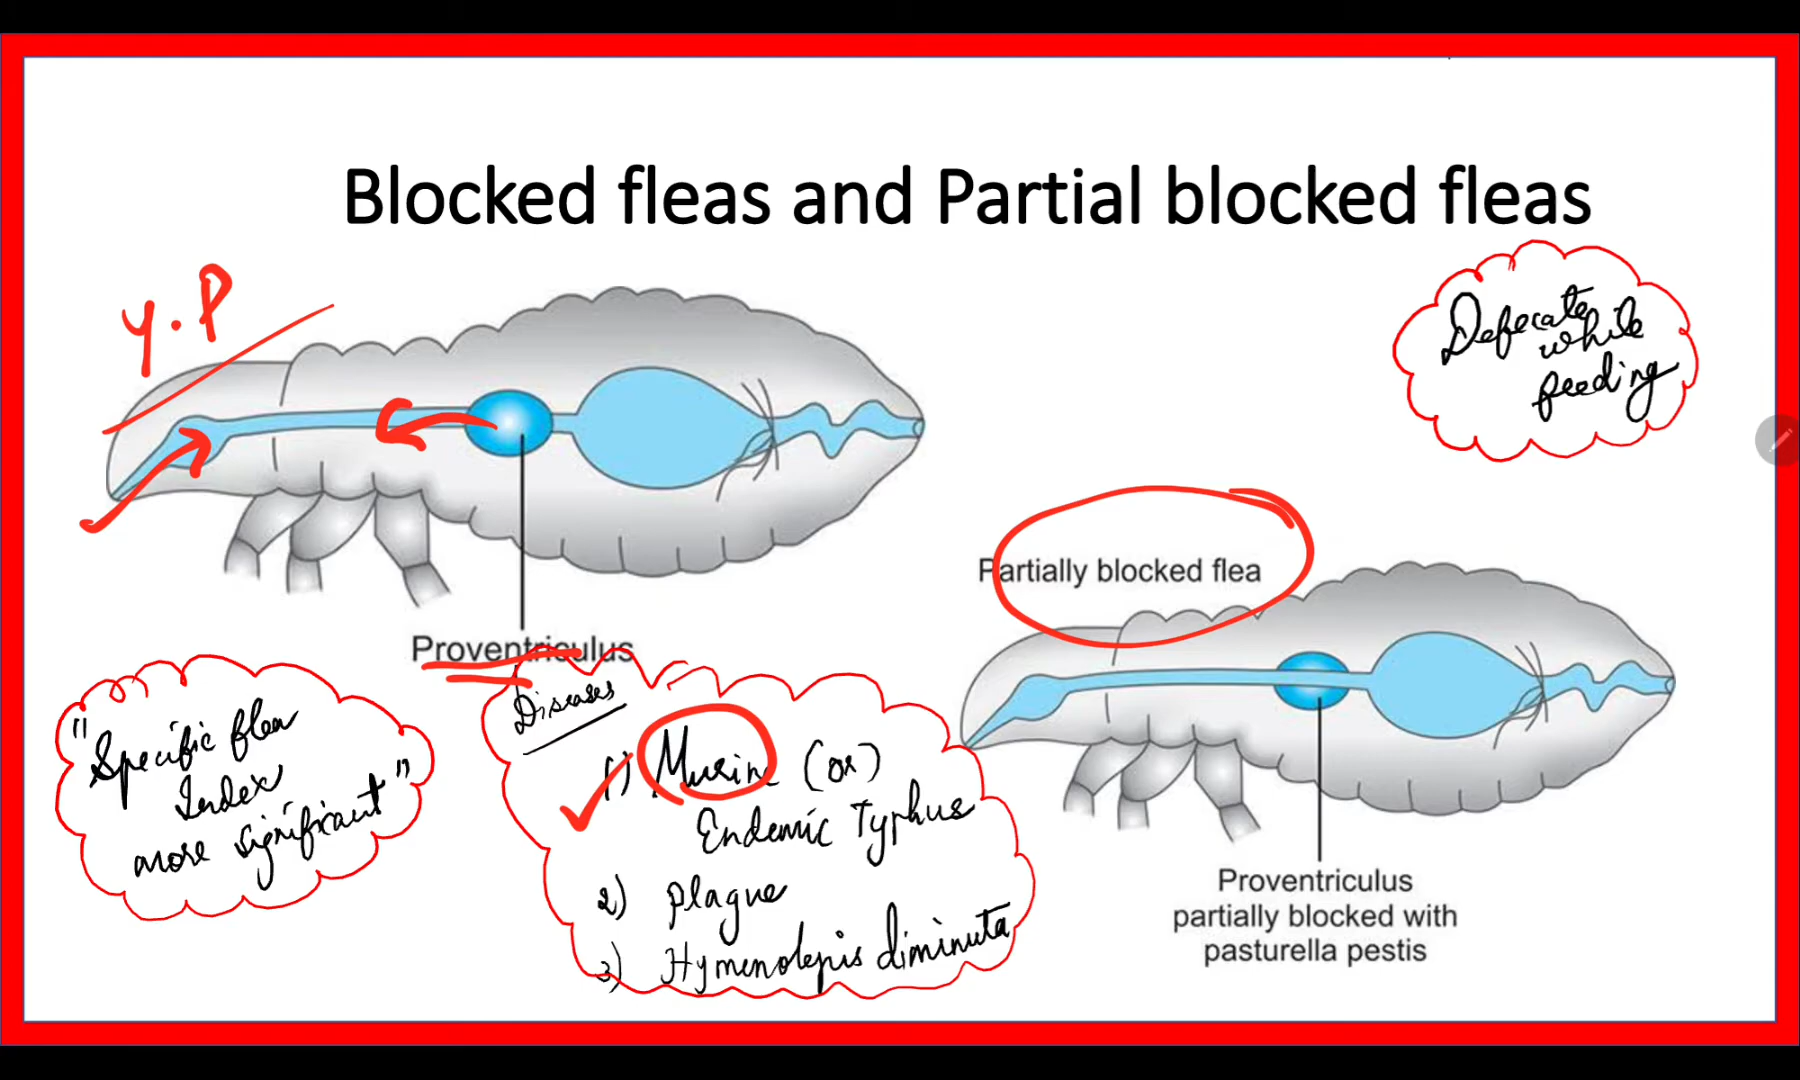 Blocked fleas and Partial blocked fleas
Y.P
Defecate
while
feeding
Partially blocked flea
Proventriculus
"Specific flea
Index
more significant"
Diseases
1) Murine (or)
Endemic Typhus
2) plague
3) Hymenolepis diminuta
Proventriculus
partially blocked with
pasturella pestis